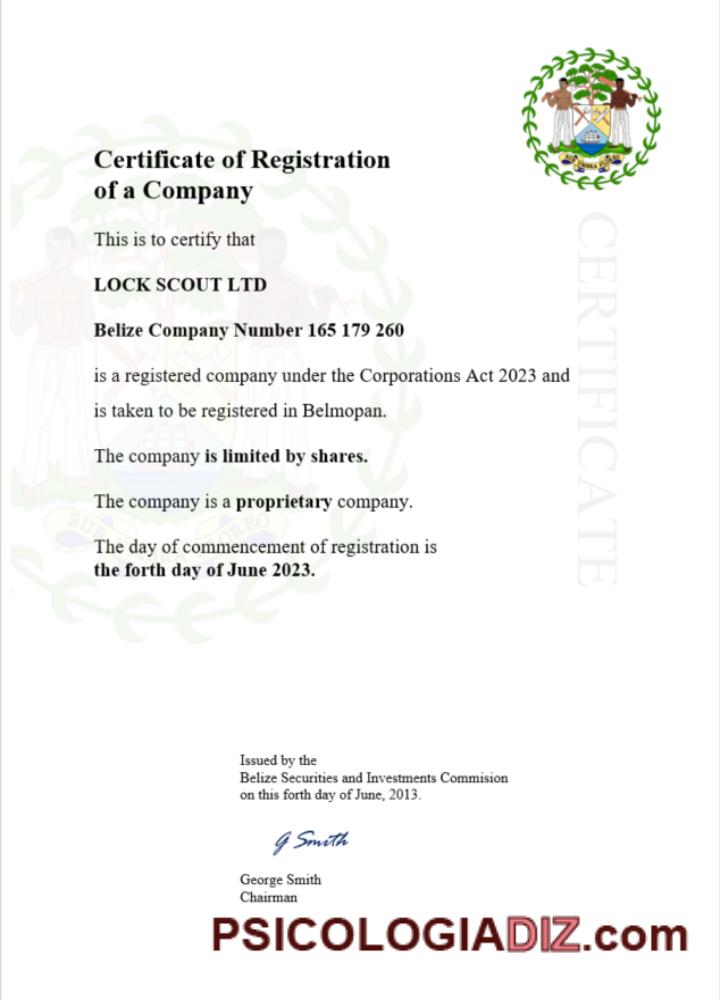 Certificate of Registration
of a Company
This is to certify that
LOCK SCOUT LTD
Belize Company Number 165 179 260
is a registered company under the Corporations Act 2023 and
is taken to be registered in Belmopan.
The company is limited by shares.
The company is a proprietary company.
The day of commencement of registration is
the forth day of June 2023.
CERTIFICATE
SUB UMBRA FLOREO
Issued by the
Belize Securities and Investments Commision
on this forth day of June, 2013.
G Smith
George Smith
Chairman
PSICOLOGIADIZ.com